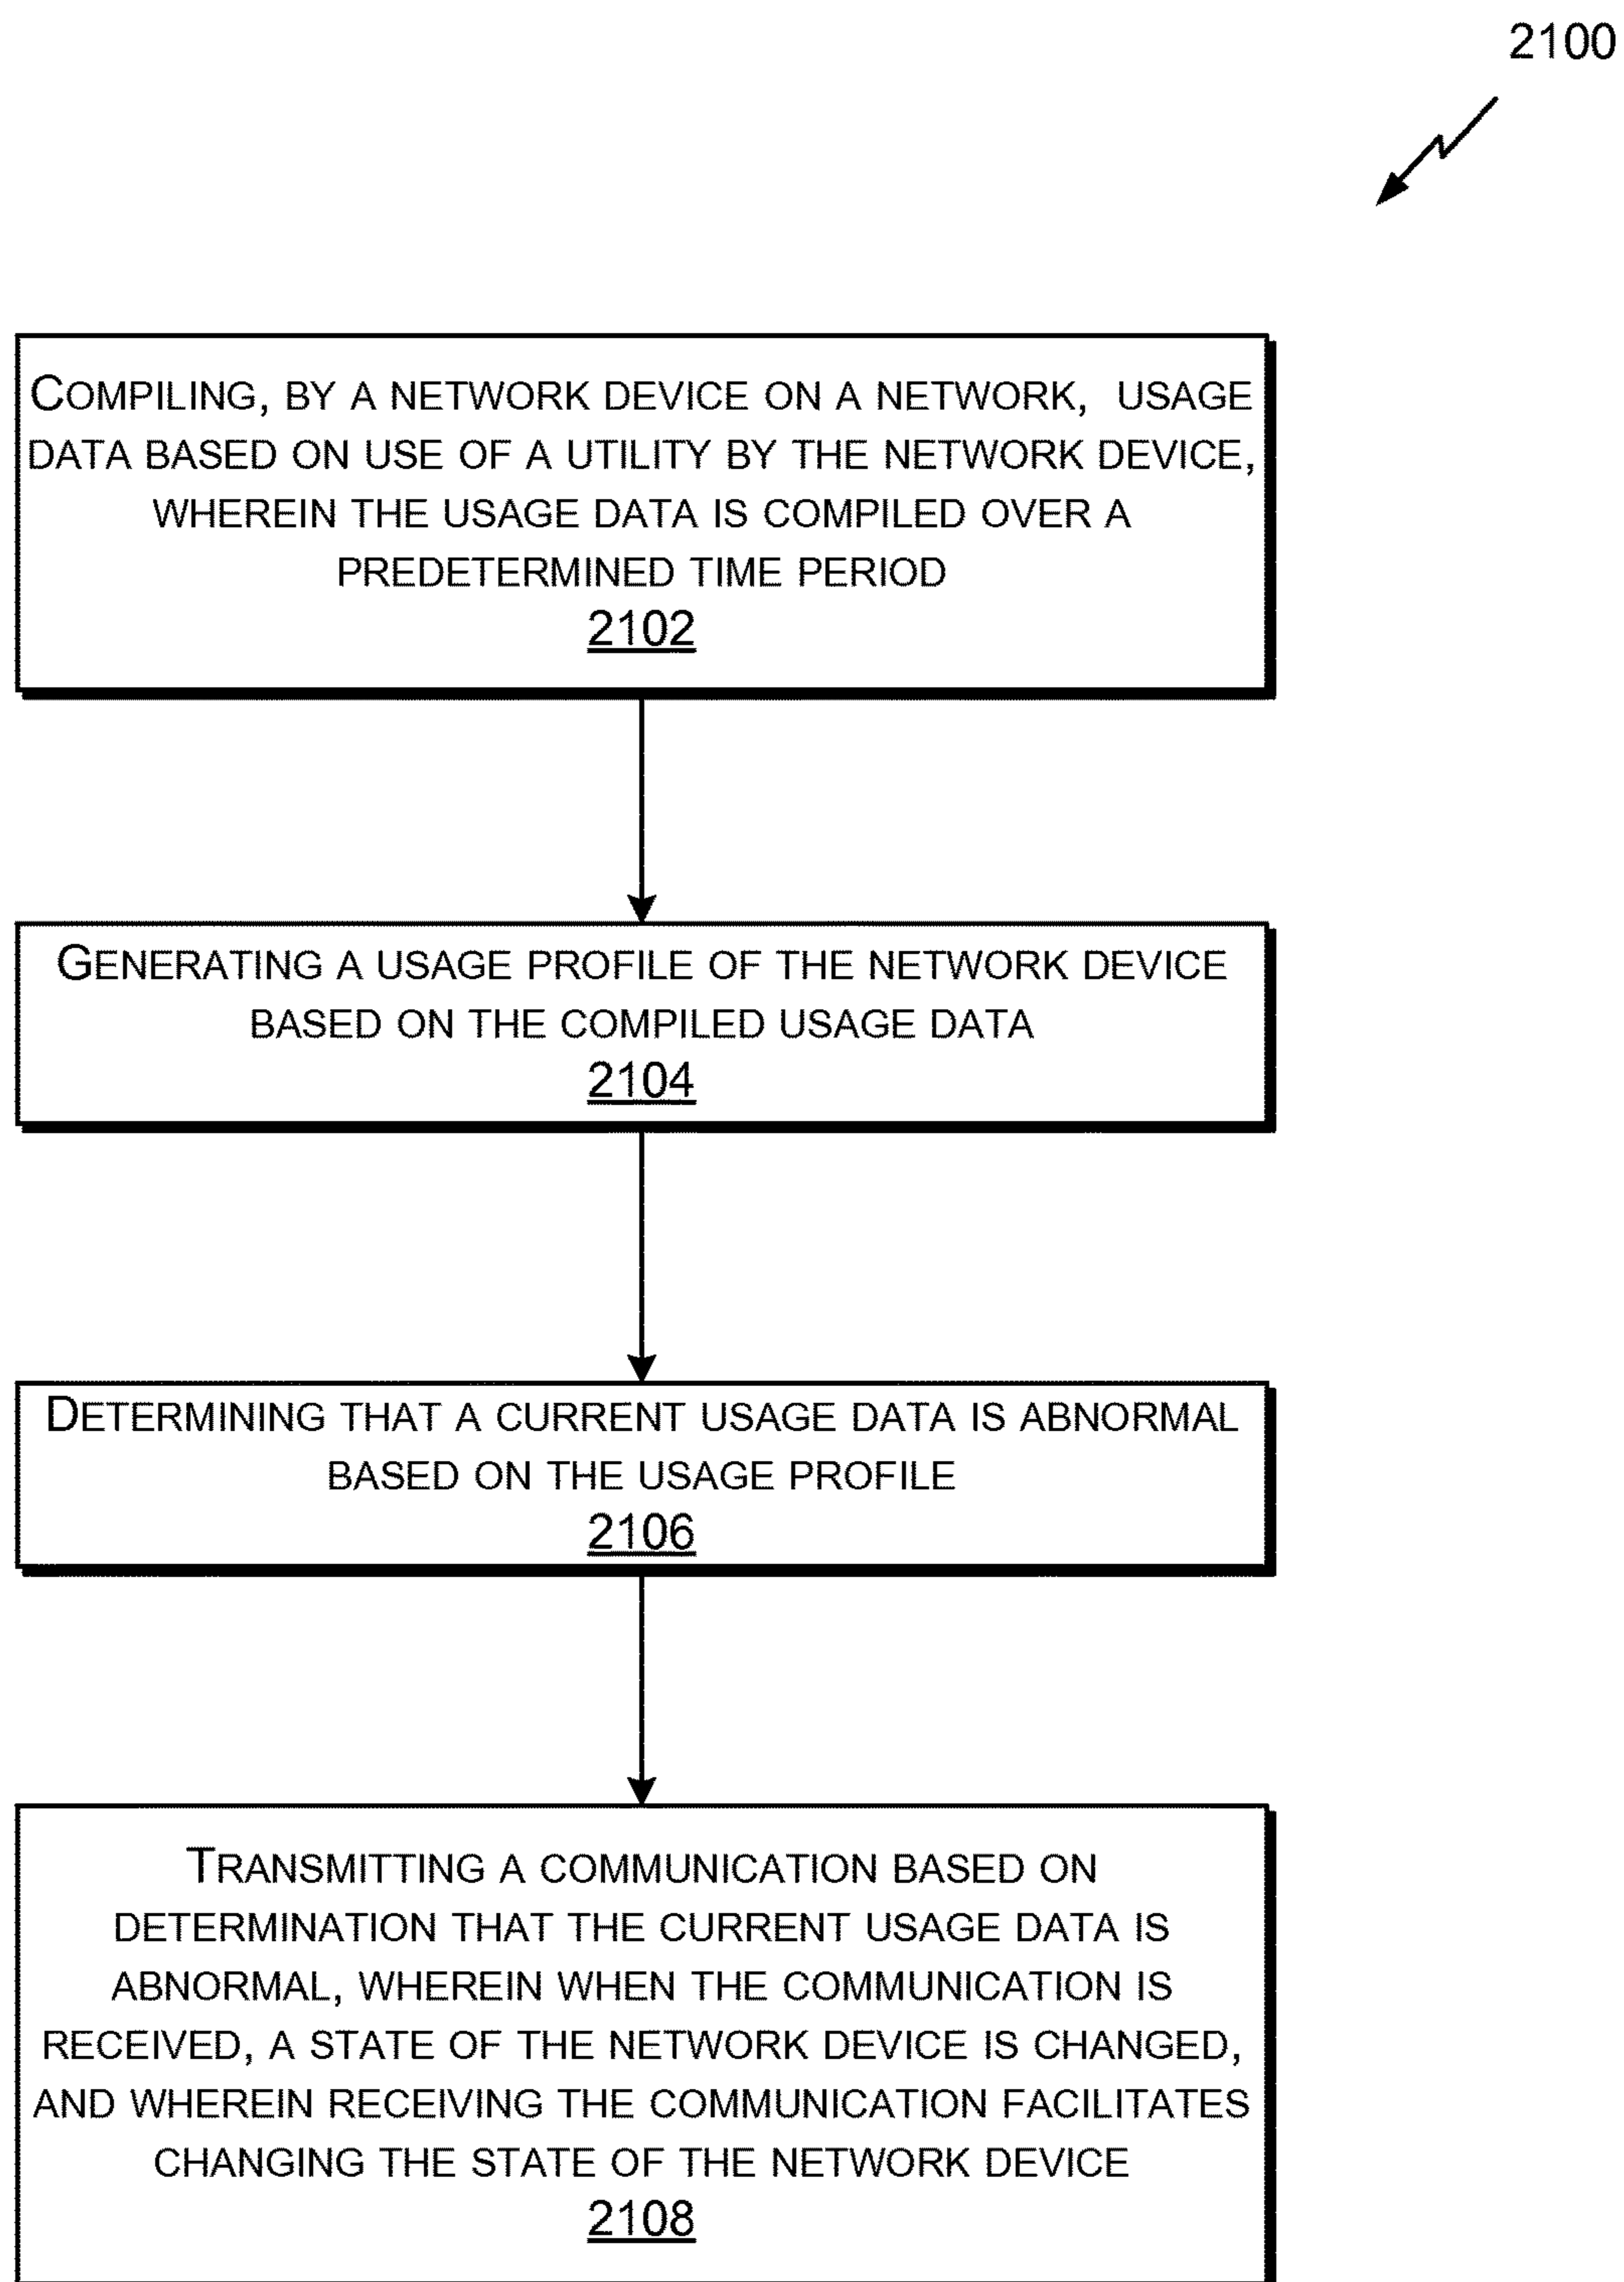 2100
COMPILING, BY A NETWORK DEVICE ON A NETWORK, USAGE
DATA BASED ON USE OF A UTILITY BY THE NETWORK DEVICE,
WHEREIN THE USAGE DATA IS COMPILED OVER A
PREDETERMINED TIME PERIOD
2102
GENERATING A USAGE PROFILE OF THE NETWORK DEVICE
BASED ON THE COMPILED USAGE DATA
2104
DETERMINING THAT A CURRENT USAGE DATA IS ABNORMAL
BASED ON THE USAGE PROFILE
2106
TRANSMITTING A COMMUNICATION BASED ON
DETERMINATION THAT THE CURRENT USAGE DATA IS
ABNORMAL, WHEREIN WHEN THE COMMUNICATION IS
RECEIVED, A STATE OF THE NETWORK DEVICE IS CHANGED,
AND WHEREIN RECEIVING THE COMMUNICATION FACILITATES
CHANGING THE STATE OF THE NETWORK DEVICE
2108